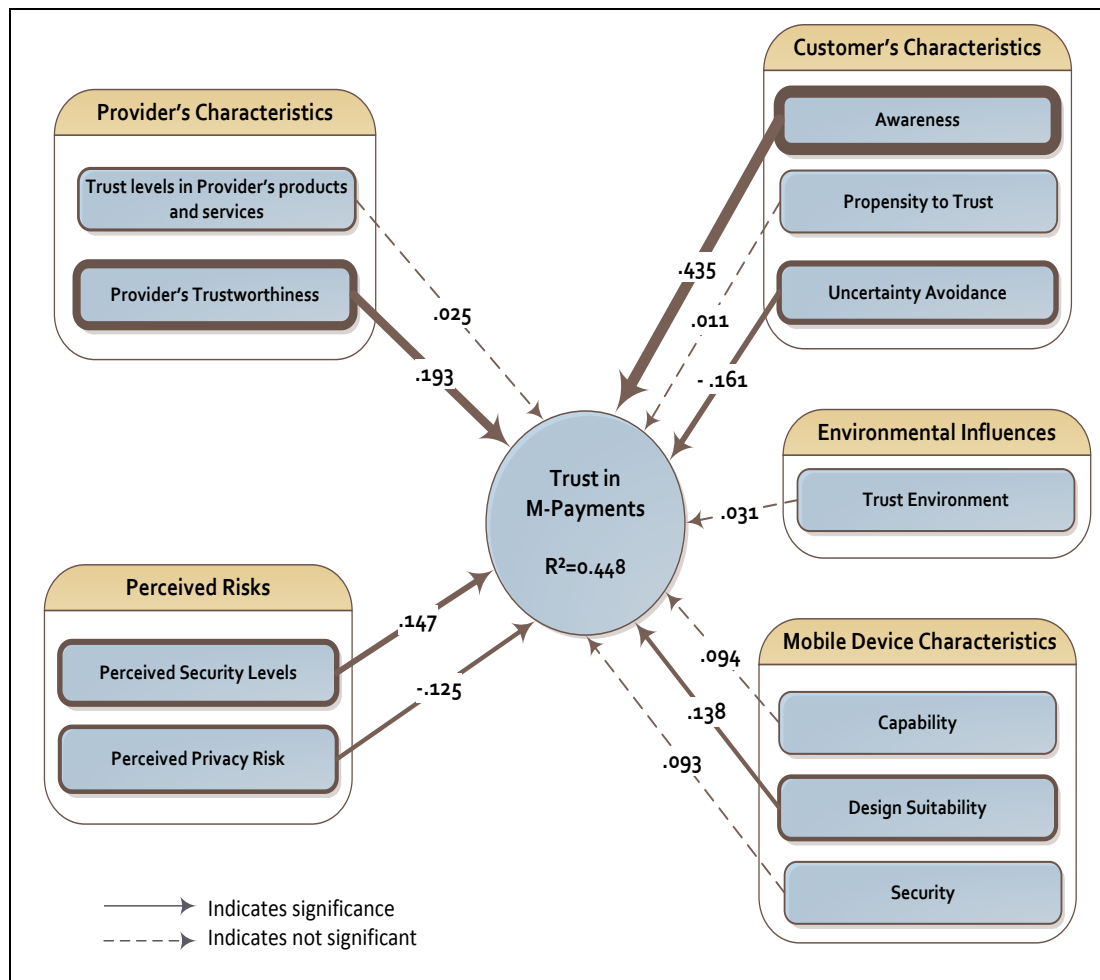 Provider's Characteristics
Trust levels in Provider's products
and services
Provider's Trustworthiness
.025
.193
Customer's Characteristics
Awareness
Propensity to Trust
Uncertainty Avoidance
.435
.011
- .161
Trust in
M-Payments
R²=0.448
Environmental Influences
Trust Environment
.031
Perceived Risks
Perceived Security Levels
Perceived Privacy Risk
.147
-.125
Mobile Device Characteristics
Capability
Design Suitability
Security
.094
.138
.093
Indicates significance
Indicates not significant